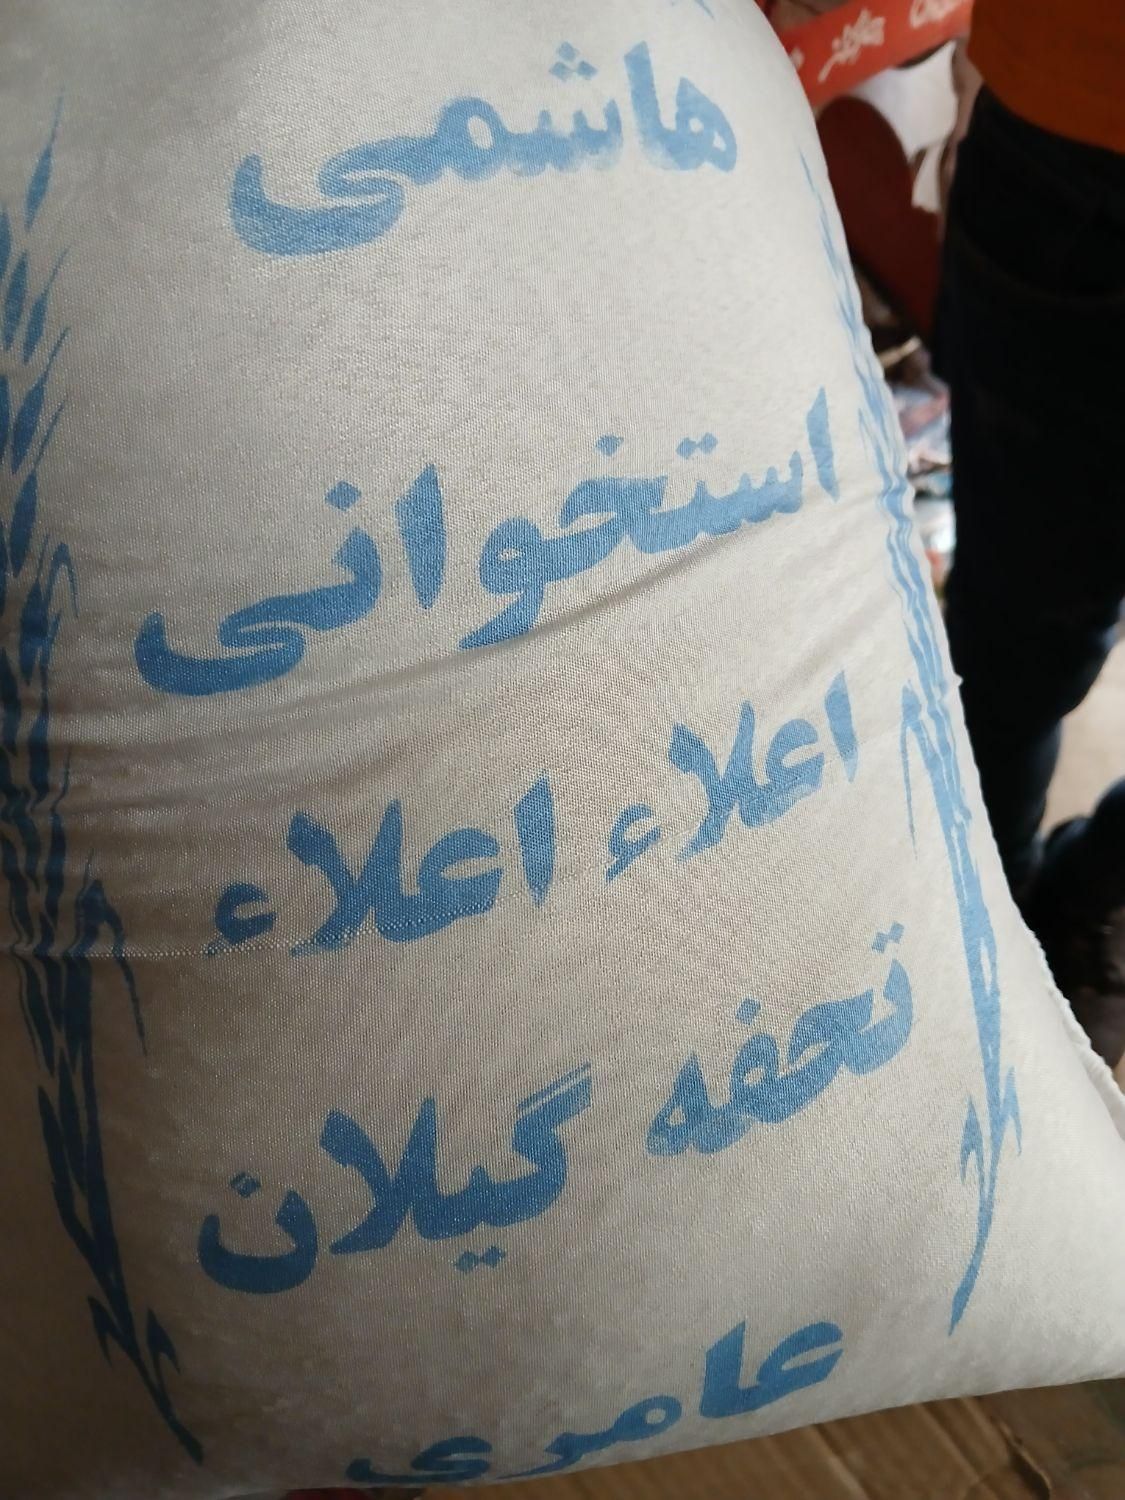 هاشمی
استخوانی
اعلاء اعلاء
تحفه گیلان
عامری